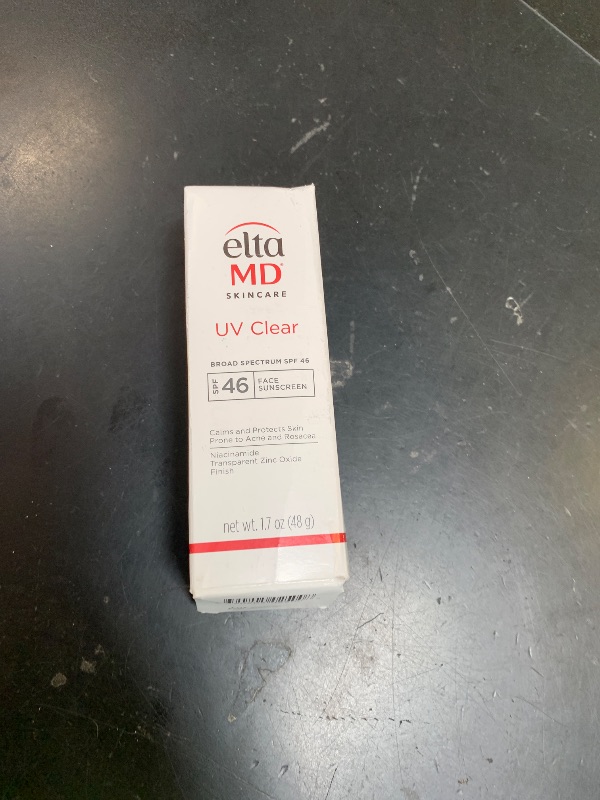 elta
MD®
SKINCARE
UV Clear
BROAD SPECTRUM SPF 46
SPF 46 FACE
SUNSCREEN
Calms and Protects Skin
Prone to Acne and Rosacea
Niacinamide
Transparent Zinc Oxide
Finish
net wt. 1.7 oz (48 g)